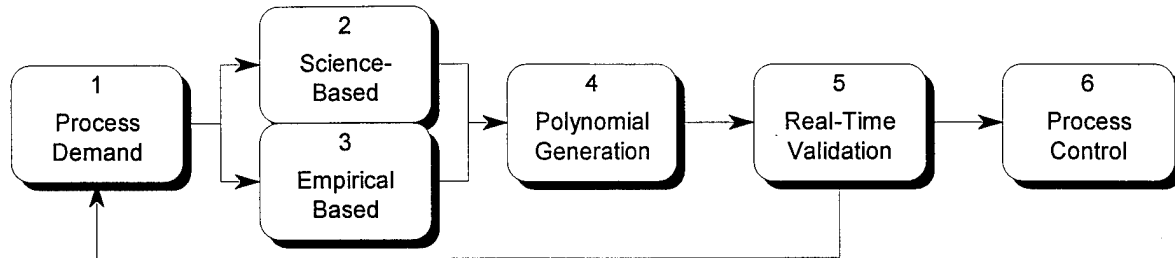 1
Process
Demand
2
Science-
Based
3
Empirical
Based
4
Polynomial
Generation
5
Real-Time
Validation
6
Process
Control